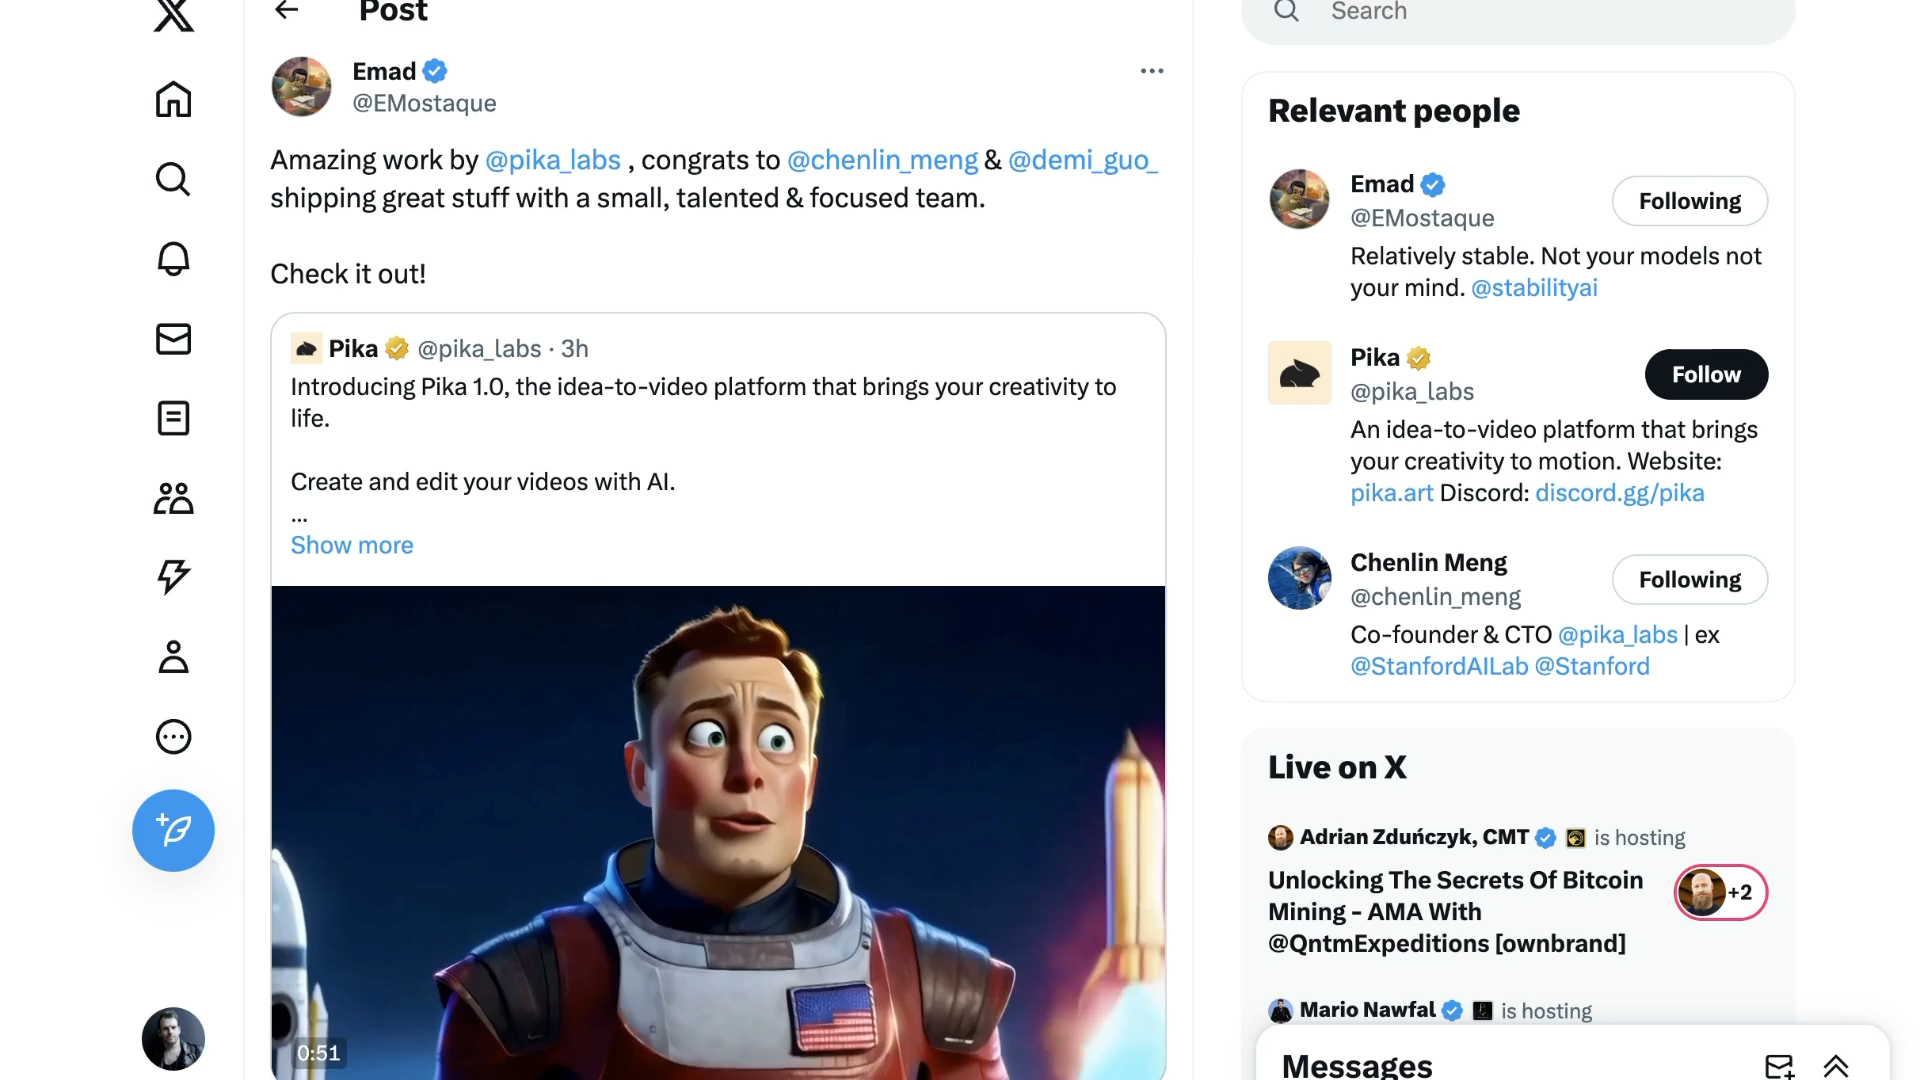 Post
Emad
@EMostaque
Amazing work by @pika_labs , congrats to @chenlin_meng & @demi_guo_
shipping great stuff with a small, talented & focused team.
Check it out!
Pika @pika_labs · 3h
Introducing Pika 1.0, the idea-to-video platform that brings your creativity to
life.
Create and edit your videos with AI.
...
Show more
0:51
Search
Relevant people
Emad
@EMostaque
Following
Relatively stable. Not your models not
your mind. @stabilityai
Pika
@pika_labs
Follow
An idea-to-video platform that brings
your creativity to motion. Website:
pika.art Discord: discord.gg/pika
Chenlin Meng
@chenlin_meng
Following
Co-founder & CTO @pika_labs | ex
@StanfordAILab @Stanford
Live on X
Adrian Zduńczyk, CMT is hosting
Unlocking The Secrets Of Bitcoin
Mining - AMA With
@QntmExpeditions [ownbrand]
+2
Mario Nawfal is hosting
Messages